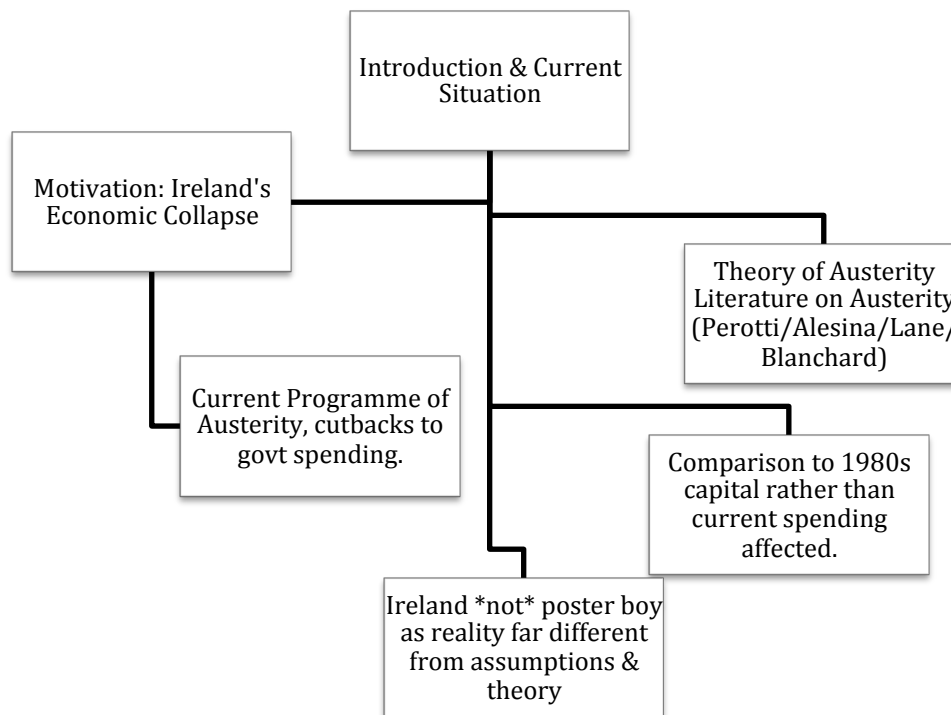 Introduction & Current
Situation
Motivation: Ireland's
Economic Collapse
Theory of Austerity
Literature on Austerity
(Perotti/Alesina/Lane/
Blanchard)
Current Programme of
Austerity, cutbacks to
govt spending.
Comparison to 1980s
capital rather than
current spending
affected.
Ireland *not* poster boy
as reality far different
from assumptions &
theory